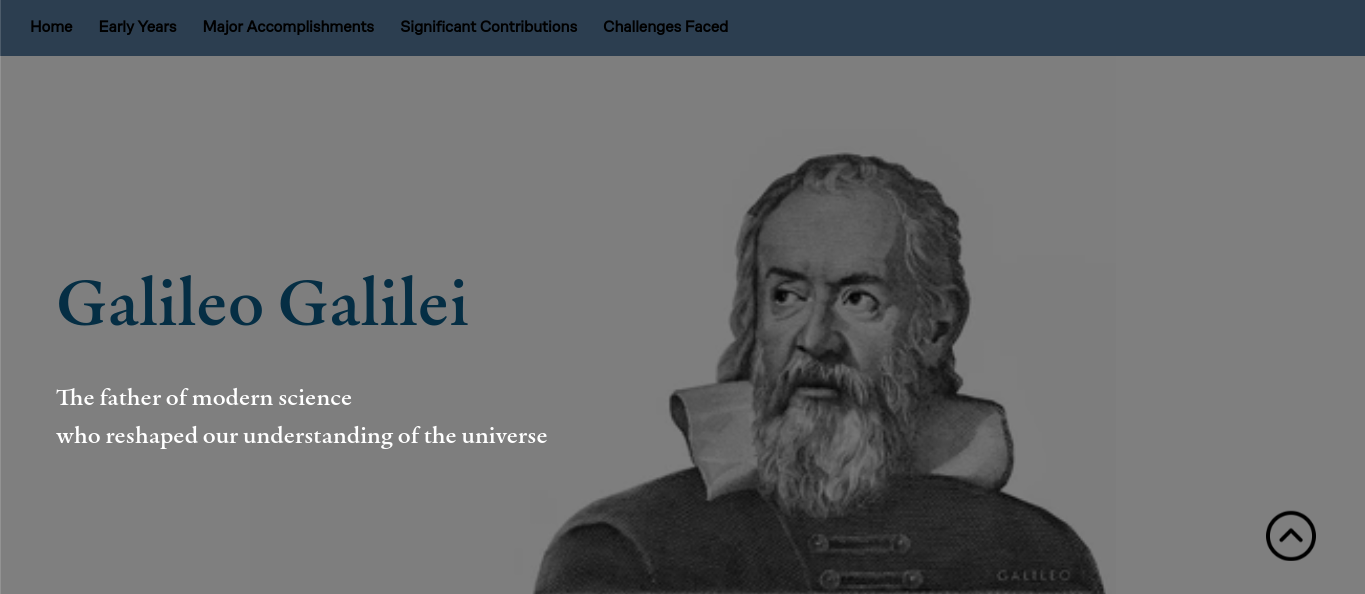 Home Early Years Major Accomplishments Significant Contributions Challenges Faced
Galileo Galilei
The father of modern science
who reshaped our understanding of the universe
GALILEO